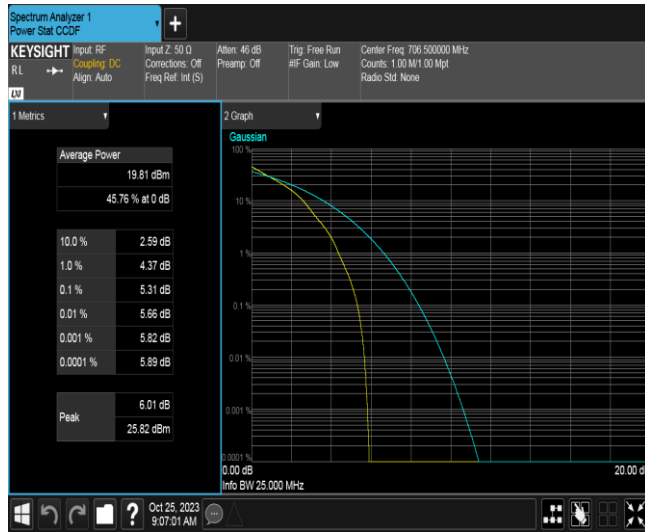 Spectrum Analyzer 1
Power Stat CCDF
+
KEYSIGHT
RL
LXI
Input: RF
Coupling: DC
Align: Auto
Input Z: 50 Ω
Corrections: Off
Freq Ref: Int (S)
Atten: 46 dB
Preamp: Off
Trig: Free Run
#IF Gain: Low
Center Freq: 706.500000 MHz
Counts: 1.00 M/1.00 Mpt
Radio Std: None
1 Metrics
Average Power
19.81 dBm
45.76 % at 0 dB
10.0 % 2.59 dB
1.0 % 4.37 dB
0.1 % 5.31 dB
0.01 % 5.66 dB
0.001 % 5.82 dB
0.0001 % 5.89 dB
Peak
6.01 dB
25.82 dBm
2 Graph
Gaussian
100 %
10 %
1 %
0.1 %
0.01 %
0.001 %
0.0001 %
0.00 dB 20.00 d
Info BW 25.000 MHz
?
Oct 25, 2023
9:07:01 AM